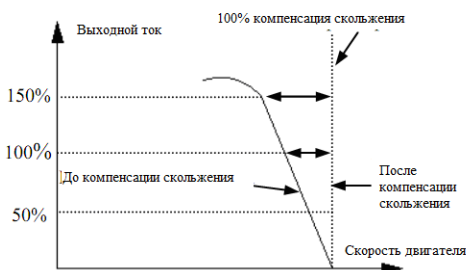 100% компенсация скольжения
Выходной ток
150%
100%
До компенсации скольжения
После
компенсации
скольжения
50%
Скорость двигателя